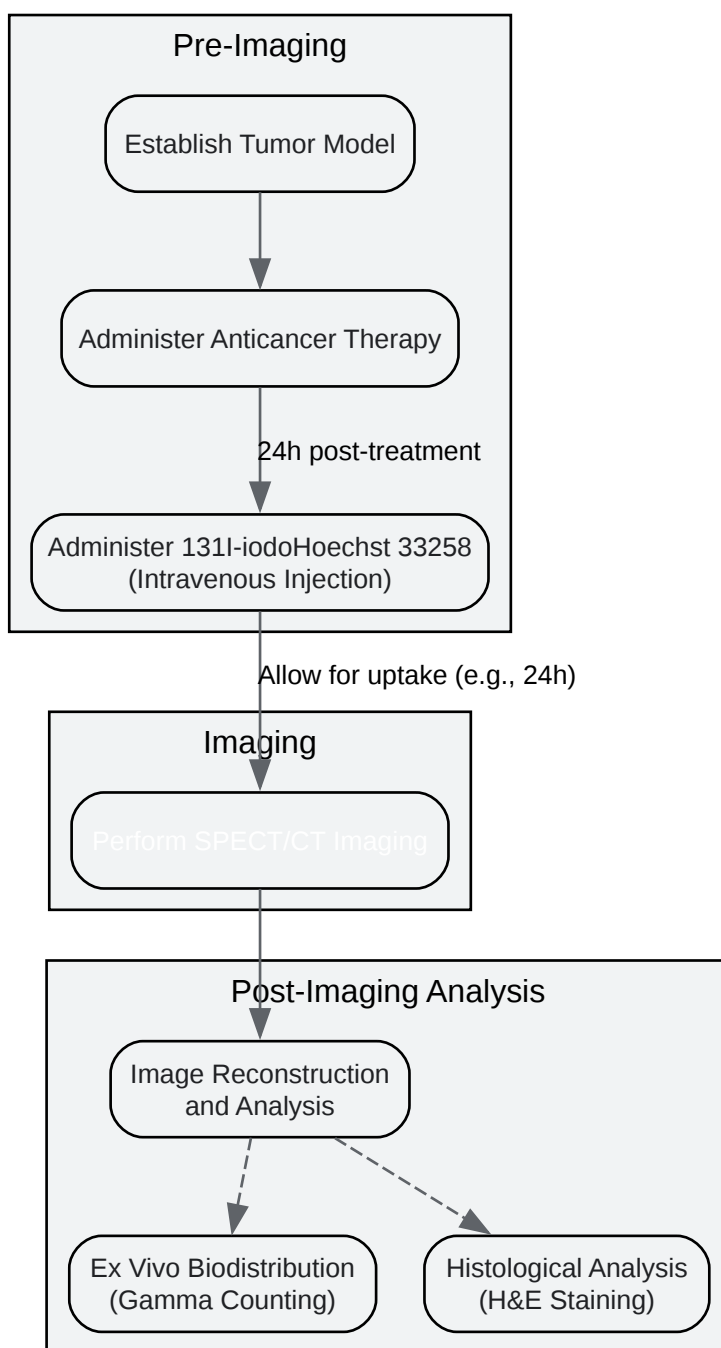 Pre-Imaging
Establish Tumor Model
Administer Anticancer Therapy
24h post-treatment
Administer 131I-iodoHoechst 33258
(Intravenous Injection)
Allow for uptake (e.g., 24h)
Imaging
Perform SPECT/CT Imaging
Post-Imaging Analysis
Image Reconstruction
and Analysis
Ex Vivo Biodistribution
(Gamma Counting)
Histological Analysis
(H&E Staining)